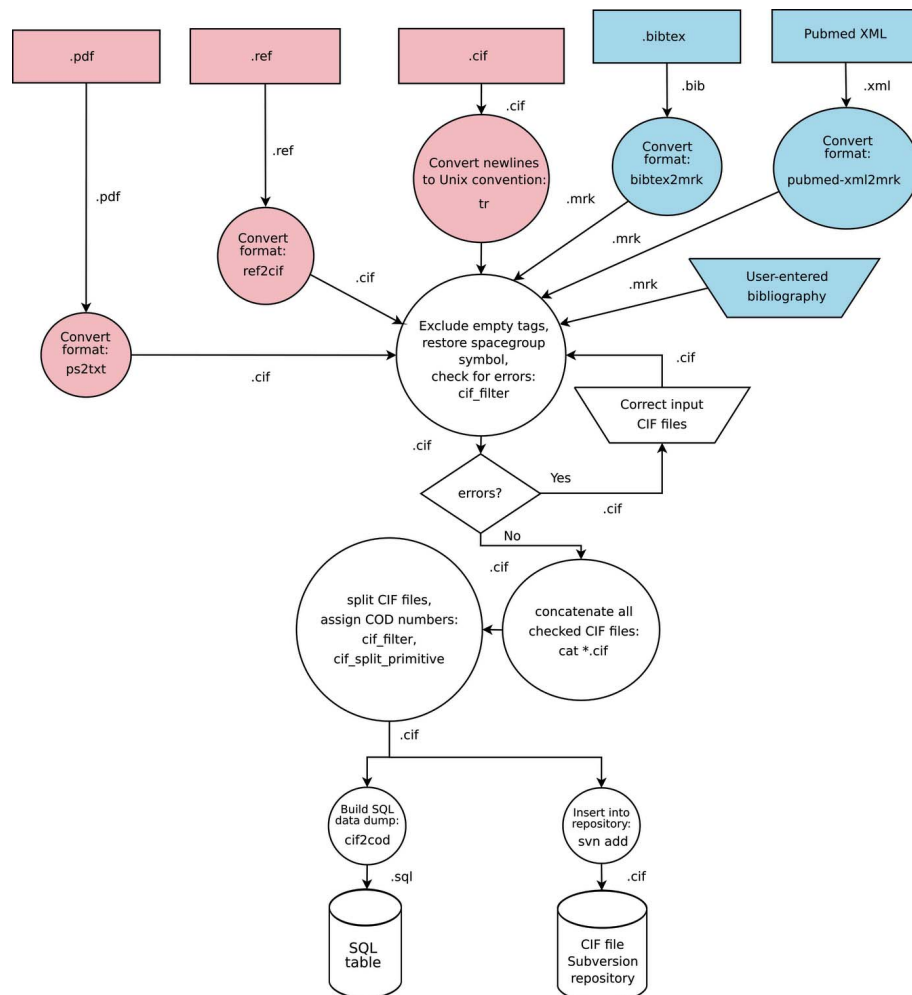 .pdf
.ref
.cif
.bibtex
Pubmed XML
.cif
.bib
.xml
.ref
.pdf
Convert newlines
to Unix convention:
tr
Convert
format:
bibtex2mrk
Convert
format:
pubmed-xml2mrk
Convert
format:
ref2cif
.cif
.mrk
.mrk
.mrk
User-entered
bibliography
Convert
format:
ps2txt
.cif
Exclude empty tags,
restore spacegroup
symbol,
check for errors:
cif_filter
.cif
Correct input
CIF files
.cif
errors?
Yes
.cif
No
.cif
split CIF files,
assign COD numbers:
cif_filter,
cif_split_primitive
concatenate all
checked CIF files:
cat *.cif
.cif
Build SQL
data dump:
cif2cod
Insert into
repository:
svn add
.sql
.cif
SQL
table
CIF file
Subversion
repository